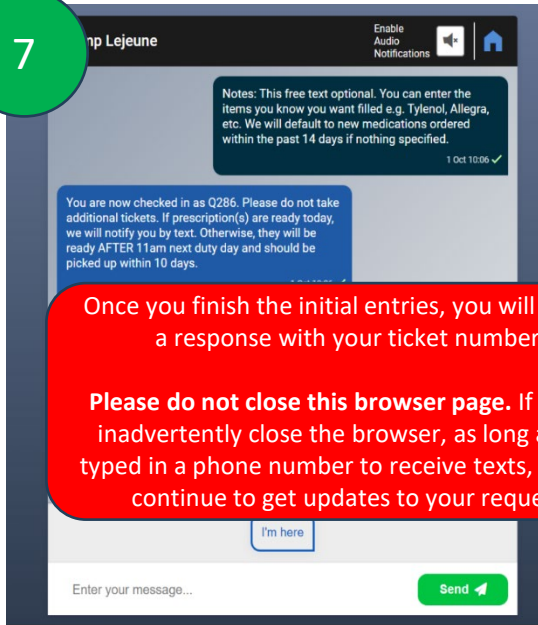 7
mp Lejeune
Enable
Audio
Notifications
Notes: This free text optional. You can enter the
items you know you want filled e.g. Tylenol, Allegra,
etc. We will default to new medications ordered
within the past 14 days if nothing specified.
1 Oct 10:06
You are now checked in as Q286. Please do not take
additional tickets. If prescription(s) are ready today,
we will notify you by text. Otherwise, they will be
ready AFTER 11am next duty day and should be
picked up within 10 days.
Once you finish the initial entries, you will
a response with your ticket number
Please do not close this browser page. If
inadvertently close the browser, as long
typed in a phone number to receive texts,
continue to get updates to your reque
I'm here
Enter your message...
Send